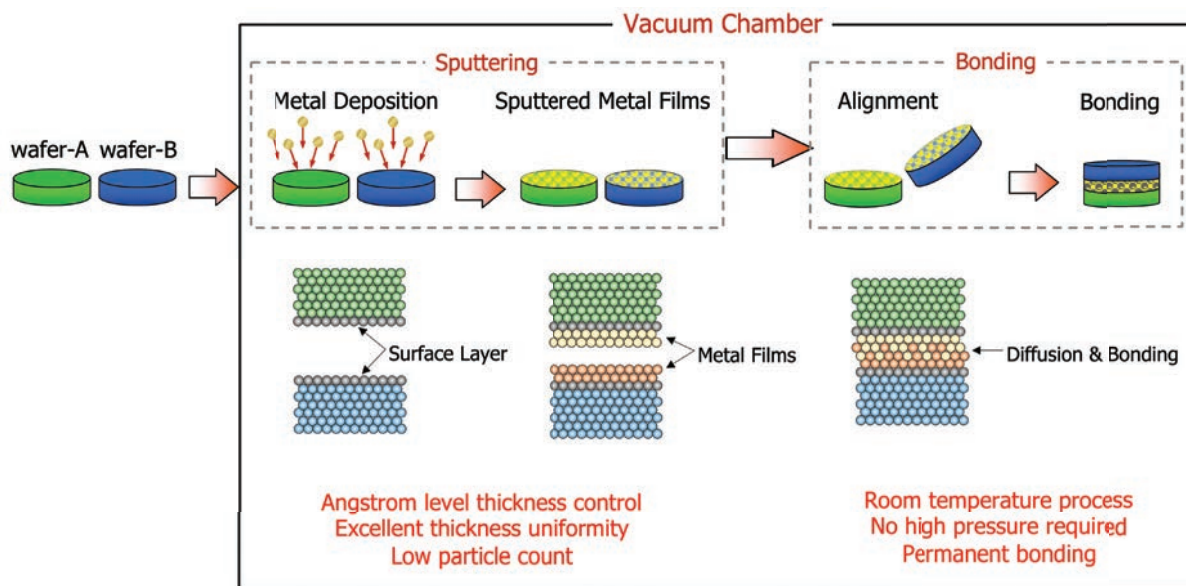 Vacuum Chamber
Sputtering
Bonding
Metal Deposition
Sputtered Metal Films
Alignment
Bonding
wafer-A
wafer-B
Surface Layer
Metal Films
Diffusion & Bonding
Angstrom level thickness control
Excellent thickness uniformity
Low particle count
Room temperature process
No high pressure required
Permanent bonding